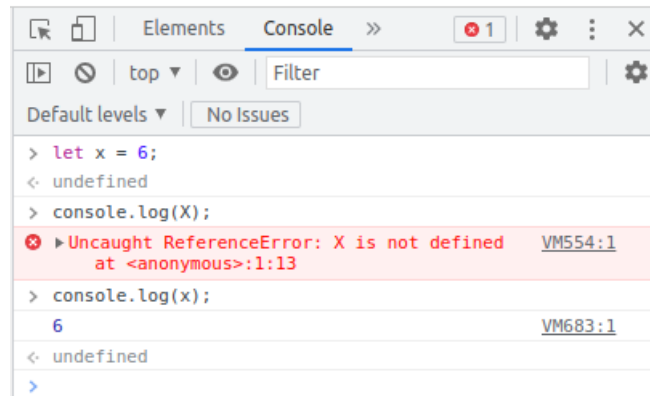 Elements Console » 1
top ▼ Filter
Default levels ▼ No Issues
> let x = 6;
<· undefined
> console.log(X);
▶Uncaught ReferenceError: X is not defined VM554:1
at <anonymous>:1:13
> console.log(x);
6 VM683:1
<· undefined
>